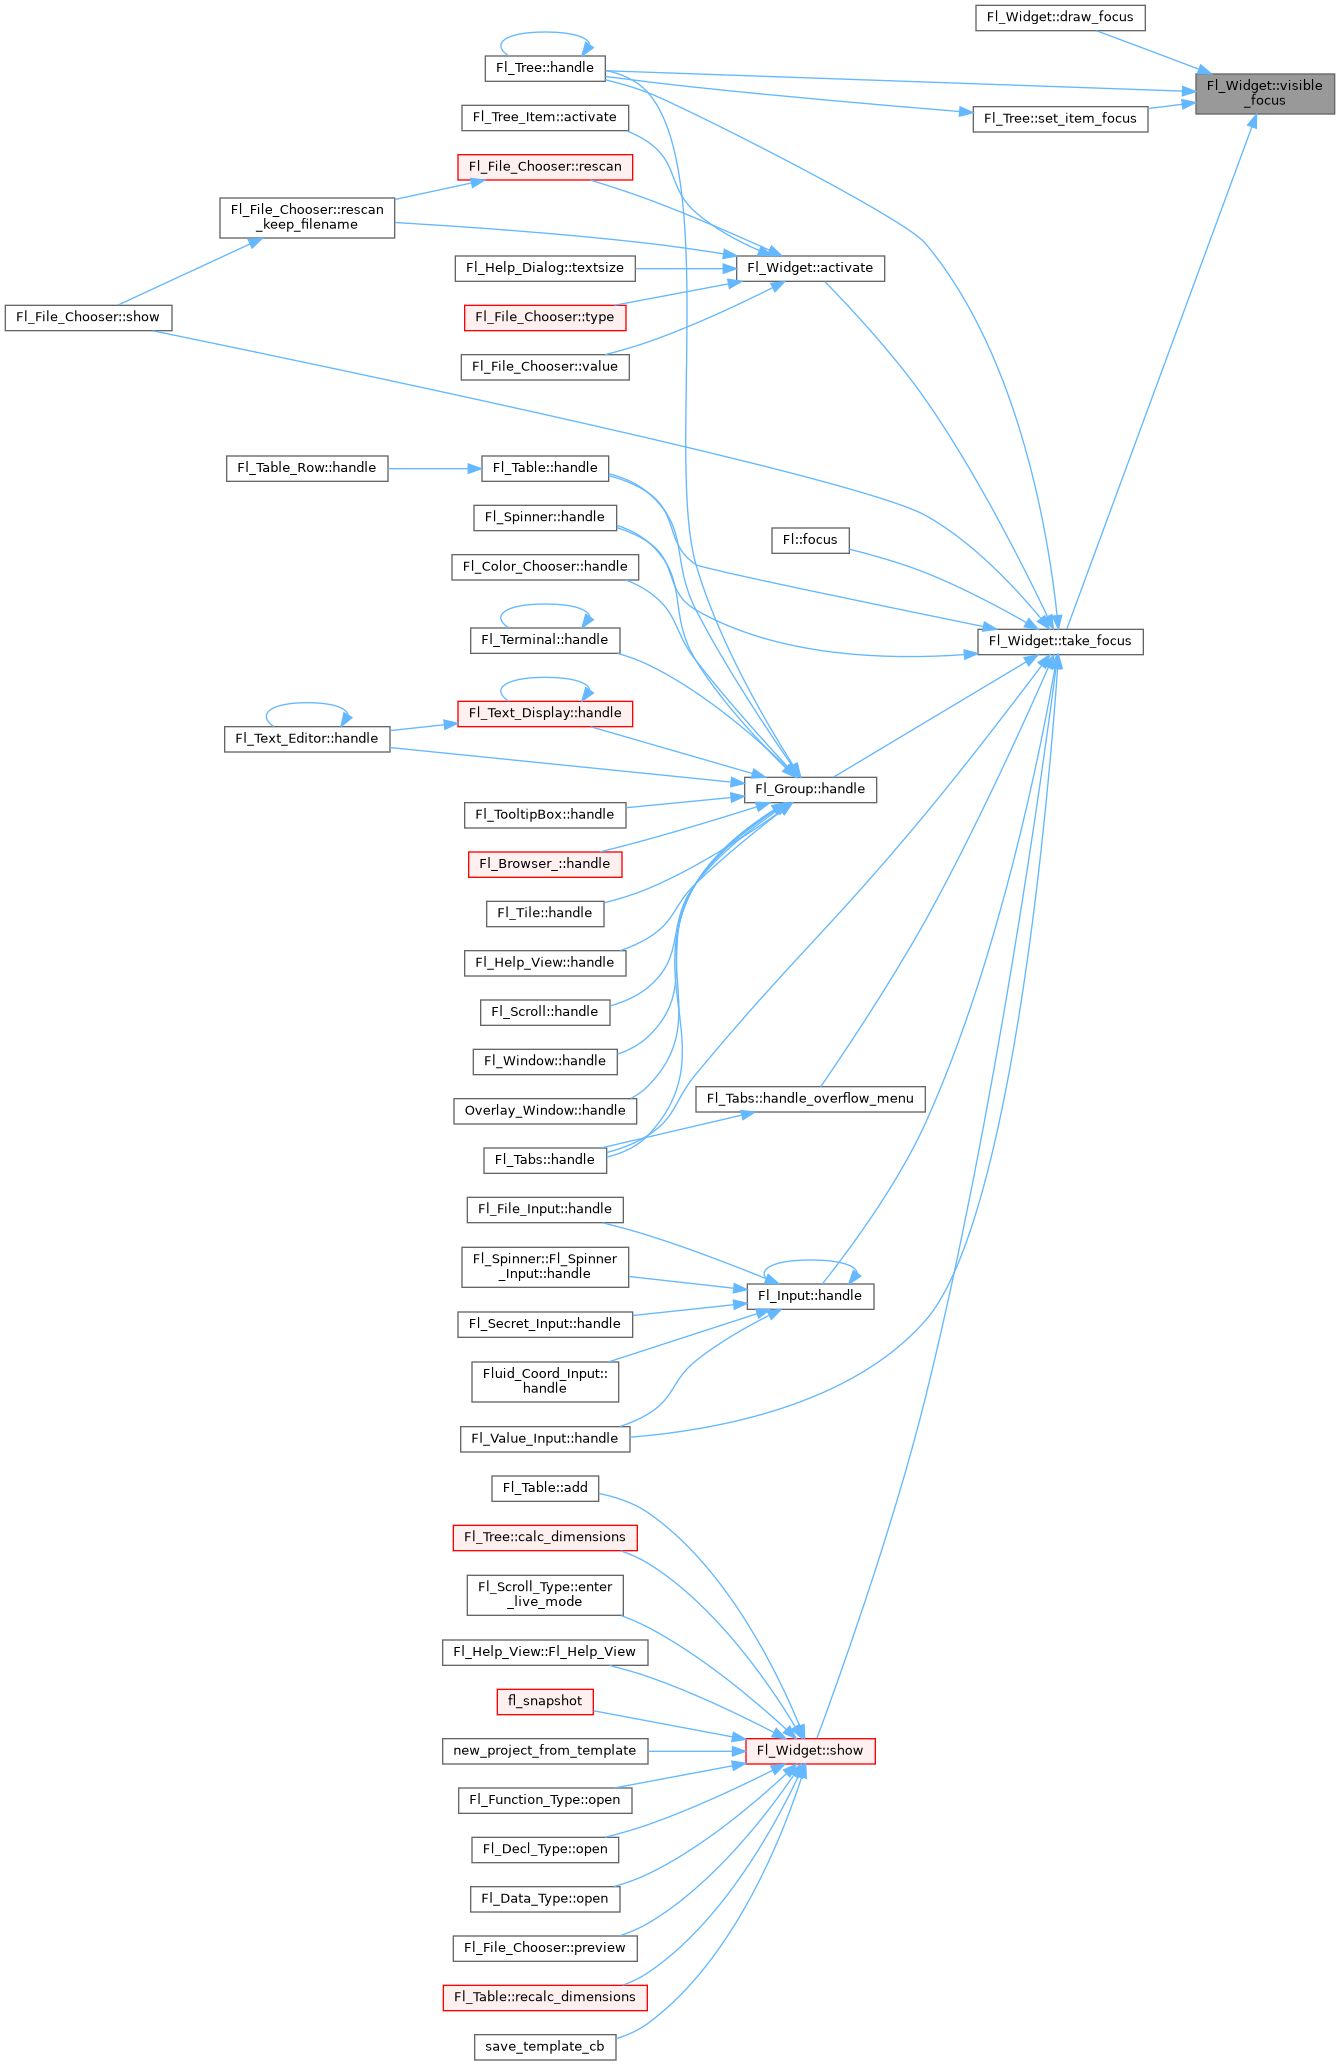 Fl_Widget::draw_focus
Fl_Tree::handle
Fl_Widget::visible
_focus
Fl_Tree_Item::activate
Fl_Tree::set_item_focus
Fl_File_Chooser::rescan
Fl_File_Chooser::rescan
_keep_filename
Fl_Help_Dialog::textsize
Fl_Widget::activate
Fl_File_Chooser::show
Fl_File_Chooser::type
Fl_File_Chooser::value
Fl_Table_Row::handle
Fl_Table::handle
Fl_Spinner::handle
Fl::focus
Fl_Color_Chooser::handle
Fl_Terminal::handle
Fl_Widget::take_focus
Fl_Text_Display::handle
Fl_Text_Editor::handle
Fl_Group::handle
Fl_TooltipBox::handle
Fl_Browser_::handle
Fl_Tile::handle
Fl_Help_View::handle
Fl_Scroll::handle
Fl_Window::handle
Fl_Tabs::handle_overflow_menu
Overlay_Window::handle
Fl_Tabs::handle
Fl_File_Input::handle
Fl_Spinner::Fl_Spinner
_Input::handle
Fl_Input::handle
Fl_Secret_Input::handle
Fluid_Coord_Input::
handle
Fl_Value_Input::handle
Fl_Table::add
Fl_Tree::calc_dimensions
Fl_Scroll_Type::enter
_live_mode
Fl_Help_View::Fl_Help_View
fl_snapshot
new_project_from_template
Fl_Widget::show
Fl_Function_Type::open
Fl_Decl_Type::open
Fl_Data_Type::open
Fl_File_Chooser::preview
Fl_Table::recalc_dimensions
save_template_cb